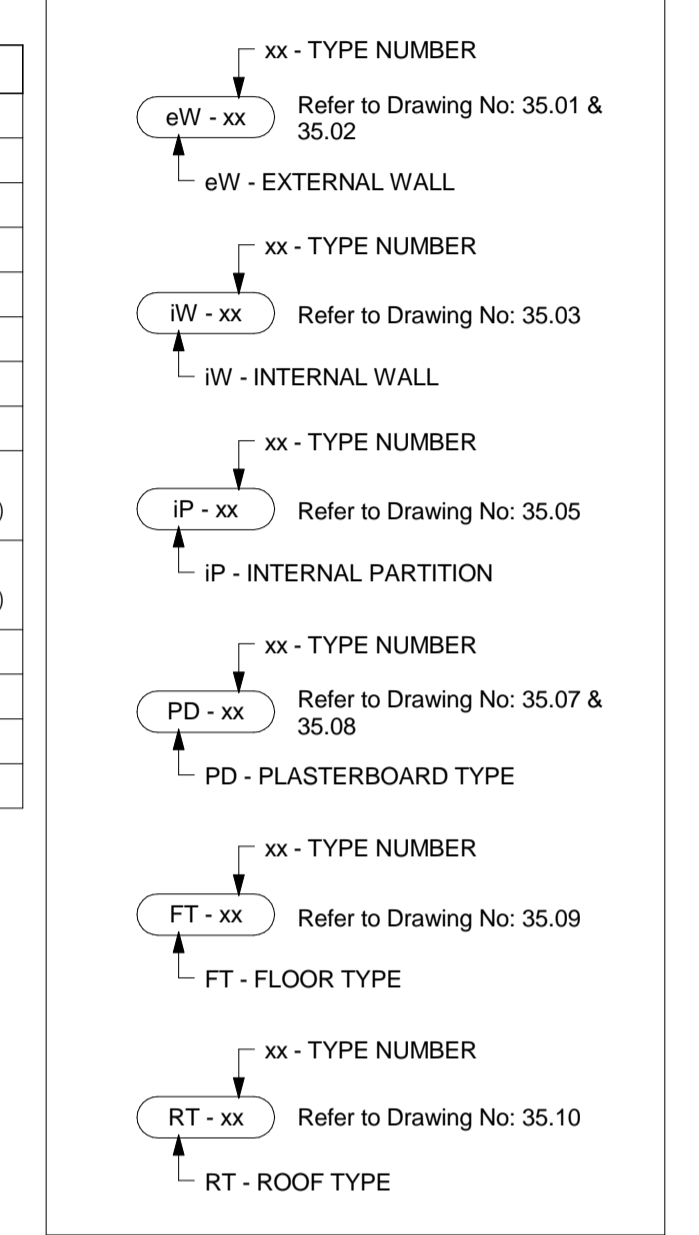 xx - TYPE NUMBER
eW - xx
Refer to Drawing No: 35.01 &
35.02
eW - EXTERNAL WALL
xx - TYPE NUMBER
iW - xx
Refer to Drawing No: 35.03
iW - INTERNAL WALL
xx - TYPE NUMBER
iP - xx
Refer to Drawing No: 35.05
iP - INTERNAL PARTITION
xx - TYPE NUMBER
PD - xx
Refer to Drawing No: 35.07 &
35.08
PD - PLASTERBOARD TYPE
xx - TYPE NUMBER
FT - xx
Refer to Drawing No: 35.09
FT - FLOOR TYPE
xx - TYPE NUMBER
RT - xx
Refer to Drawing No: 35.10
RT - ROOF TYPE
)
)